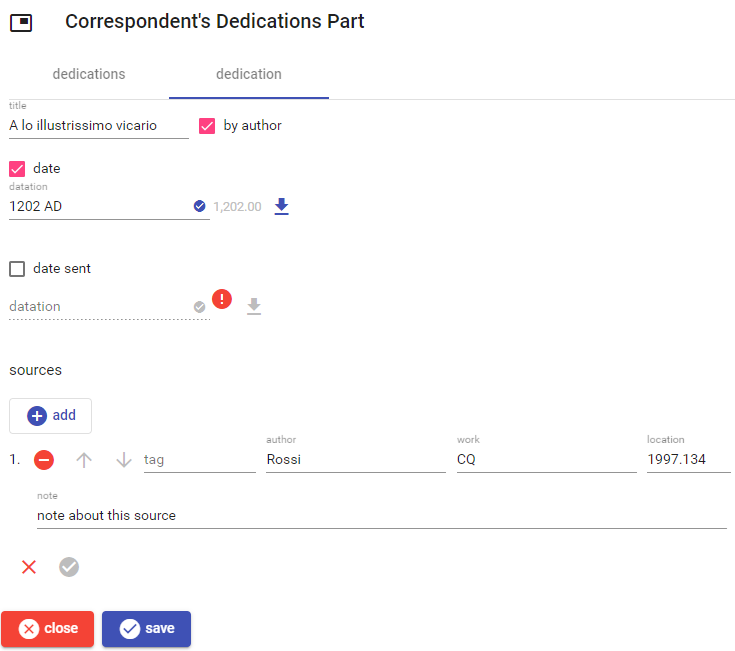 Correspondent's Dedications Part
dedications dedication
title
A lo illustrissimo vicario by author
date
datation
1202 AD 1,202.00
date sent
datation
sources
add
author work location
1. tag Rossi CQ 1997.134
note
note about this source
close save